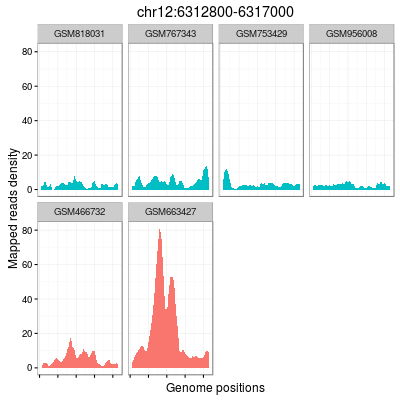 chr12:6312800-6317000
GSM818031 GSM767343 GSM753429 GSM956008
80
60
40
20
0
Mapped reads density
GSM466732 GSM663427
80
60
40
20
0
Genome positions